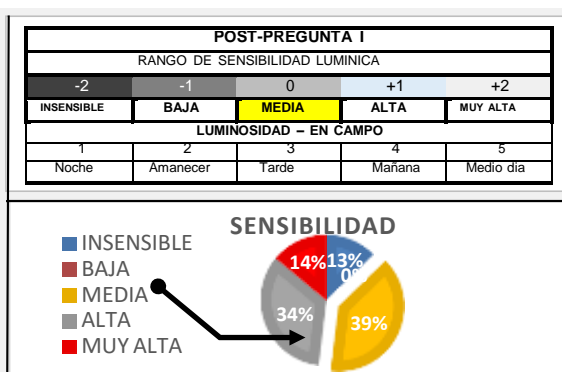 POST-PREGUNTA I
RANGO DE SENSIBILIDAD LUMINICA
-2 -1 0 +1 +2
INSENSIBLE BAJA MEDIA ALTA MUY ALTA
LUMINOSIDAD – EN CAMPO
1 2 3 4 5
Noche Amanecer Tarde Mañana Medio dia
SENSIBILIDAD
INSENSIBLE
BAJA
MEDIA
ALTA
MUY ALTA
14% 13%
0%
34% 39%